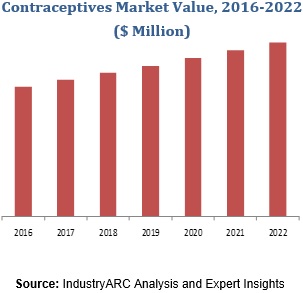 Contraceptives Market Value, 2016-2022
($ Million)
2016 2017 2018 2019 2020 2021 2022
Source: IndustryARC Analysis and Expert Insights